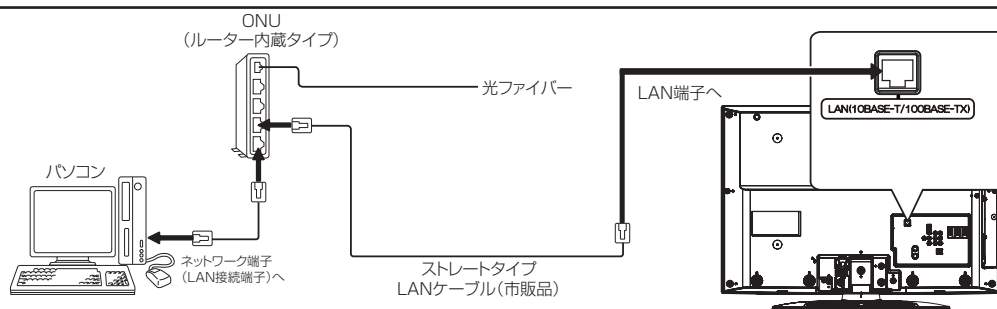 ONU
（ルーター内蔵タイプ）
光ファイバー
LAN端子へ
LAN(10BASE-T/100BASE-TX)
パソコン
ネットワーク端子
（LAN接続端子）へ
ストレートタイプ
LANケーブル（市販品）